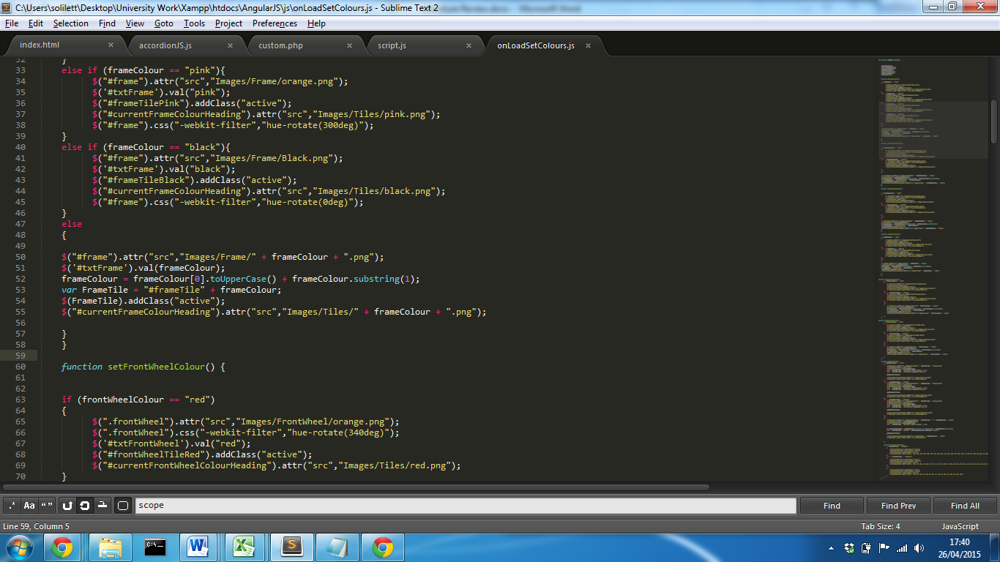 C:\Users\solilett\Desktop\University Work\Xampp\htdocs\AngularJS\js\onLoadSetColours.js - Sublime Text 2
File Edit Selection Find View Goto Tools Project Preferences Help
index.html × accordionJS.js × custom.php × script.js × onLoadSetColours.js ×
32 }
33 else if (frameColour == "pink"){
34 $("#frame").attr("src","Images/Frame/orange.png");
35 $('#txtFrame').val("pink");
36 $("#frameTilePink").addClass("active");
37 $("#currentFrameColourHeading").attr("src","Images/Tiles/pink.png");
38 $("#frame").css("-webkit-filter","hue-rotate(300deg)");
39 }
40 else if (frameColour == "black"){
41 $("#frame").attr("src","Images/Frame/Black.png");
42 $('#txtFrame').val("black");
43 $("#frameTileBlack").addClass("active");
44 $("#currentFrameColourHeading").attr("src","Images/Tiles/black.png");
45 $("#frame").css("-webkit-filter","hue-rotate(0deg)");
46 }
47 else
48 {
49
50 $("#frame").attr("src","Images/Frame/" + frameColour + ".png");
51 $('#txtFrame').val(frameColour);
52 frameColour = frameColour[0].toUpperCase() + frameColour.substring(1);
53 var FrameTile = "#frameTile" + frameColour;
54 $(FrameTile).addClass("active");
55 $("#currentFrameColourHeading").attr("src","Images/Tiles/" + frameColour + ".png");
56
57 }
58 }
59
60 function setFrontWheelColour() {
61
62
63 if (frontWheelColour == "red")
64 {
65 $(".frontWheel").attr("src","Images/FrontWheel/orange.png");
66 $(".frontWheel").css("-webkit-filter","hue-rotate(340deg)");
67 $('#txtFrontWheel').val("red");
68 $("#frontWheelTileRed").addClass("active");
69 $("#currentFrontWheelColourHeading").attr("src","Images/Tiles/red.png");
70 }
.* Aa “” scope Find Find Prev Find All
Line 59, Column 5 Tab Size: 4 JavaScript
17:40
26/04/2015